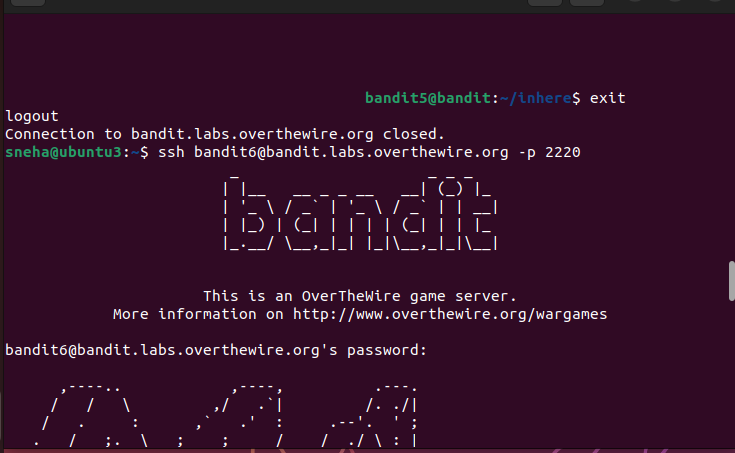 bandit5@bandit:~/inhere$ exit
logout
Connection to bandit.labs.overthewire.org closed.
sneha@ubuntu3:~$ ssh bandit6@bandit.labs.overthewire.org -p 2220
bandit
This is an OverTheWire game server.
More information on http://www.overthewire.org/wargames
bandit6@bandit.labs.overthewire.org's password: